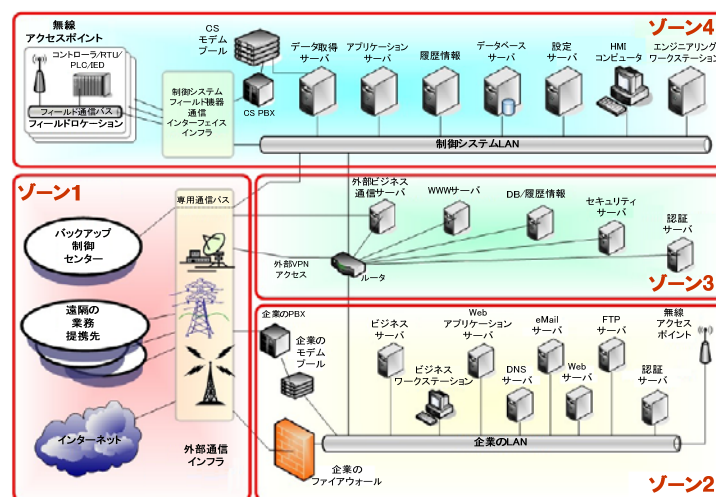 ゾーン4
無線
アクセスポイント
コントローラ/RTU/
PLC/IED
フィールド通信バス
フィールドロケーション
制御システム
フィールド機器
通信
インターフェイス
インフラ
CS
モデム
プール
CS PBX
データ取得
サーバ
アプリケーション
サーバ
履歴情報
データベース
サーバ
設定
サーバ
HMI
コンピュータ
エンジニアリング
ワークステーション
制御システムLAN
ゾーン1
専用通信パス
バックアップ
制御
センター
遠隔の
業務
提携先
インターネット
外部通信
インフラ
外部ビジネス
通信サーバ
WWWサーバ
DB/履歴情報
セキュリティ
サーバ
認証
サーバ
外部VPN
アクセス
ルータ
ゾーン3
企業のPBX
企業の
モデム
プール
ビジネス
サーバ
ビジネス
ワークステーション
Web
アプリケーション
サーバ
DNS
サーバ
eMail
サーバ
Web
サーバ
FTP
サーバ
認証
サーバ
無線
アクセス
ポイント
企業のLAN
企業の
ファイアウォール
ゾーン2